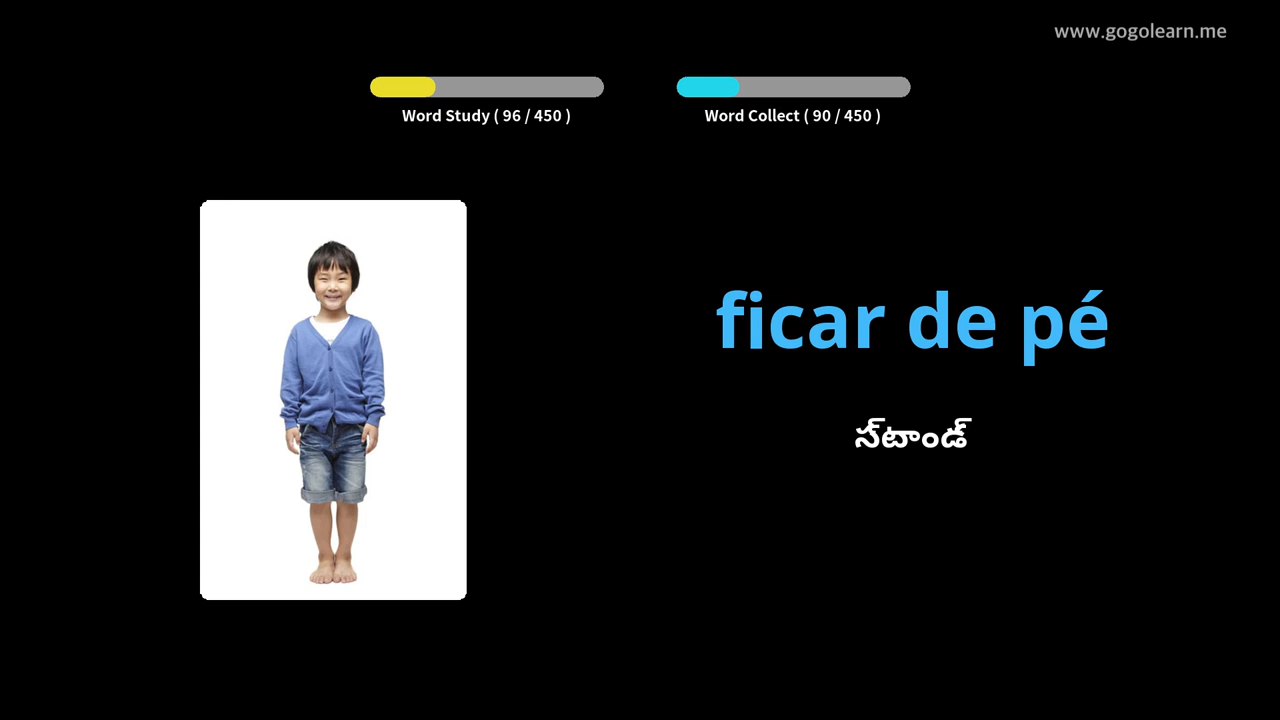 www.gogolearn.me
Word Study ( 96 / 450 )
Word Collect ( 90 / 450 )
ficar de pé
స్‌టాండ్